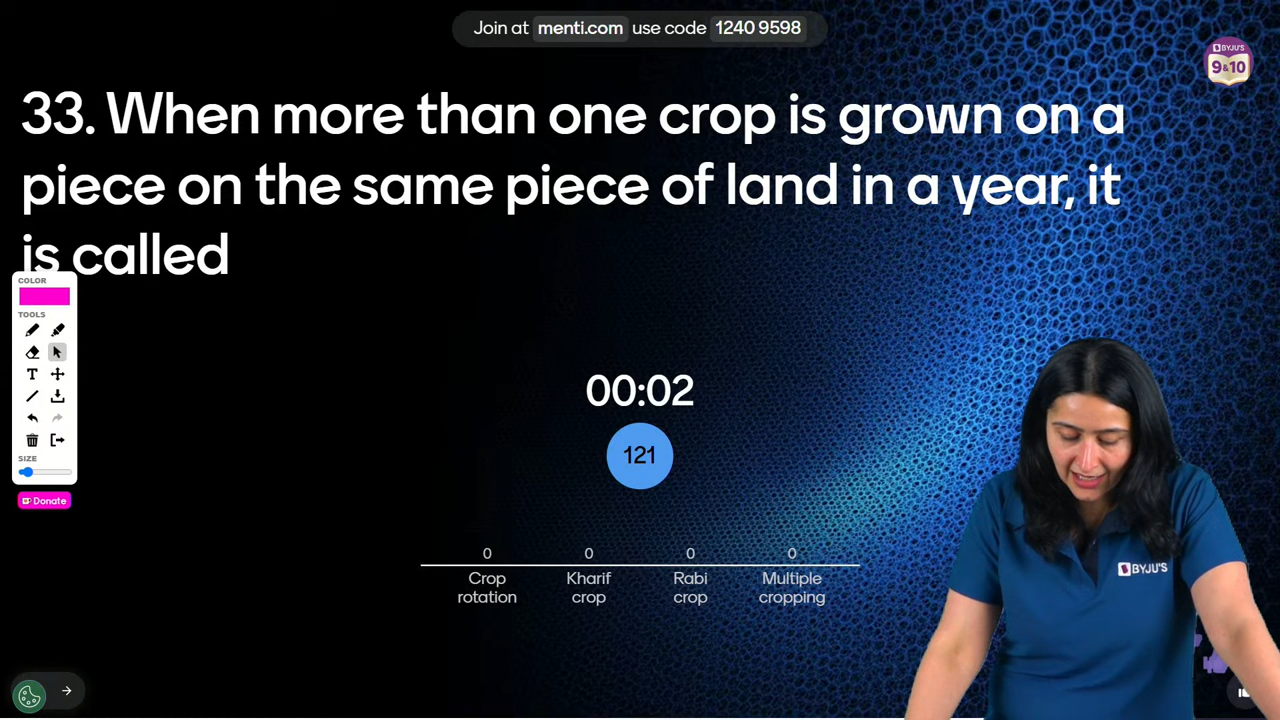 Join at menti.com use code 1240 9598
BYJU'S
9&10
33. When more than one crop is grown on a
piece on the same piece of land in a year, it
is called
COLOR
TOOLS
T
SIZE
Donate
00:02
121
0 0 0 0
Crop Kharif Rabi Multiple
rotation crop crop cropping
BYJU'S